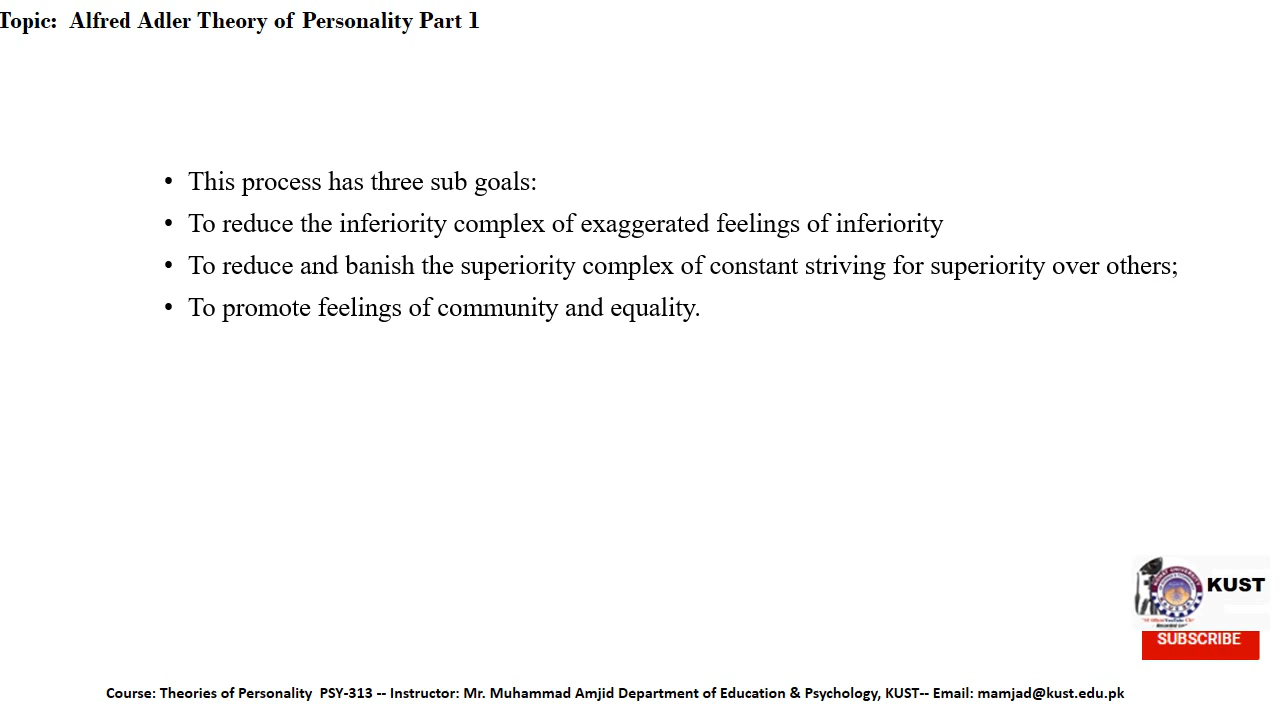 Topic: Alfred Adler Theory of Personality Part 1
• This process has three sub goals:
• To reduce the inferiority complex of exaggerated feelings of inferiority
• To reduce and banish the superiority complex of constant striving for superiority over others;
• To promote feelings of community and equality.
KUST
SUBSCRIBE
Course: Theories of Personality PSY-313 -- Instructor: Mr. Muhammad Amjid Department of Education & Psychology, KUST-- Email: mamjad@kust.edu.pk